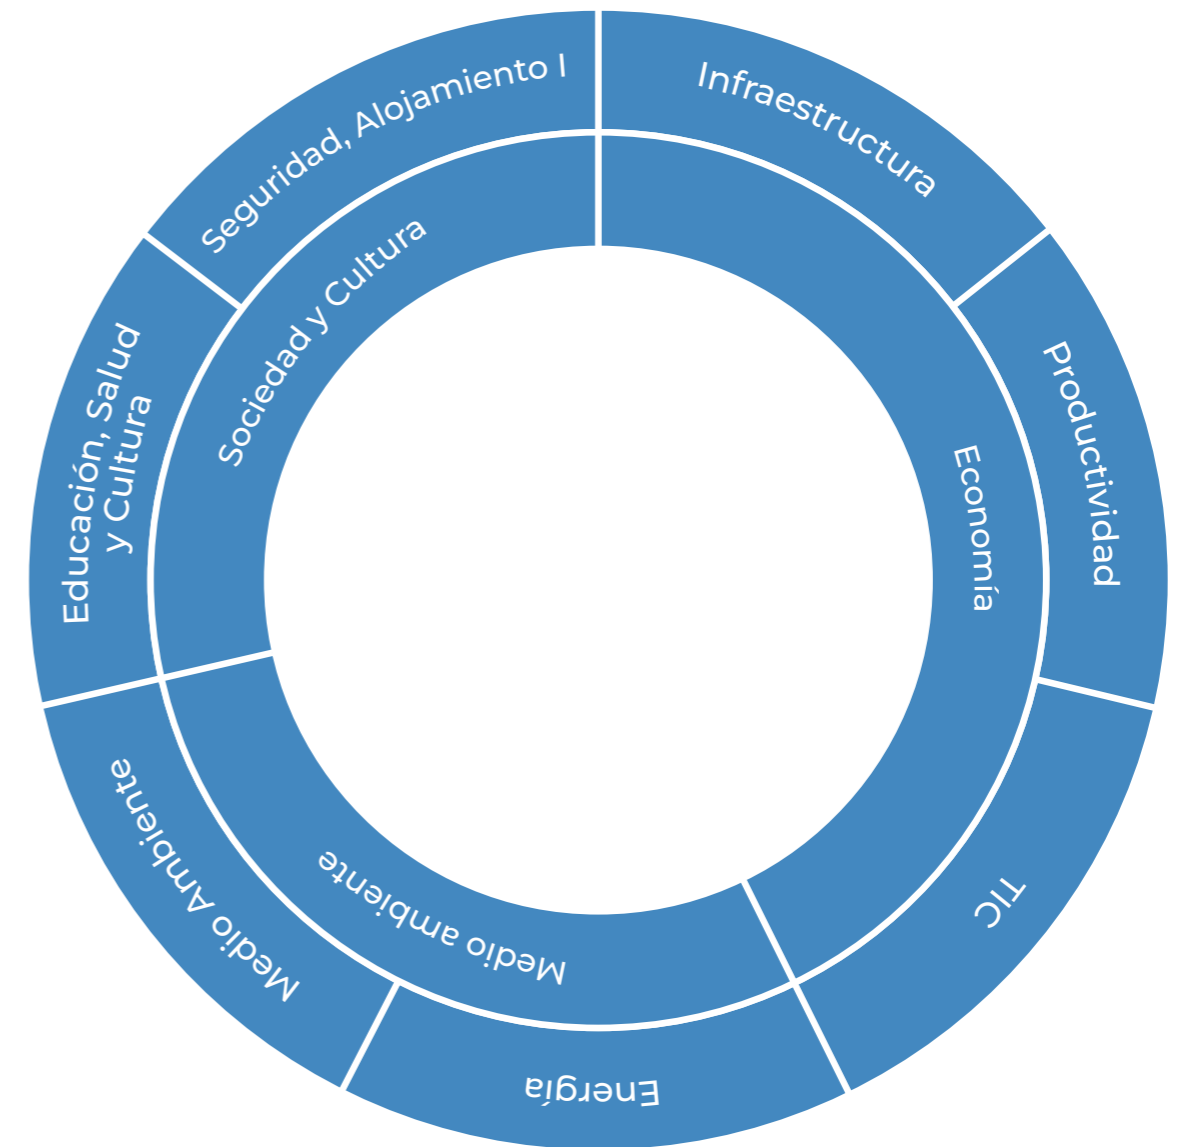 Seguridad, Alojamiento I
Infraestructura
Sociedad y Cultura
Educación, Salud
y Cultura
Productividad
Economía
Medio Ambiente
Medio ambiente
TIC
Energía